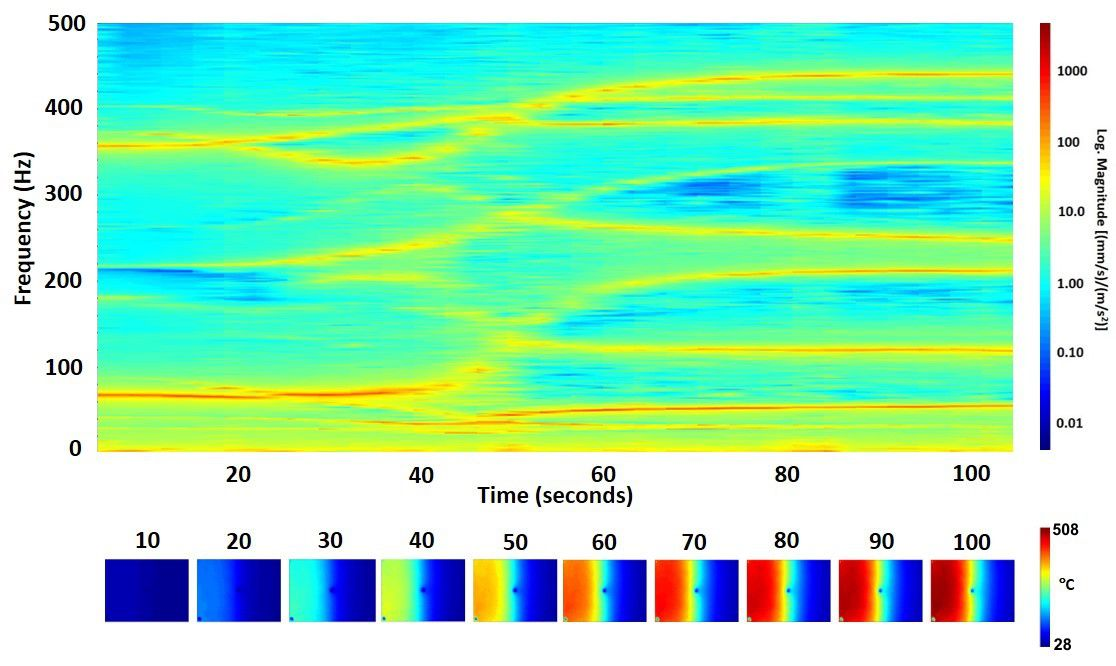 500
400
300
200
100
0
Frequency (Hz)
20 40 60 80 100
Time (seconds)
1000
100
10.0
1.00
0.10
0.01
Log. Magnitude [(mm/s)/(m/s²)]
10 20 30 40 50 60 70 80 90 100
508
°C
28